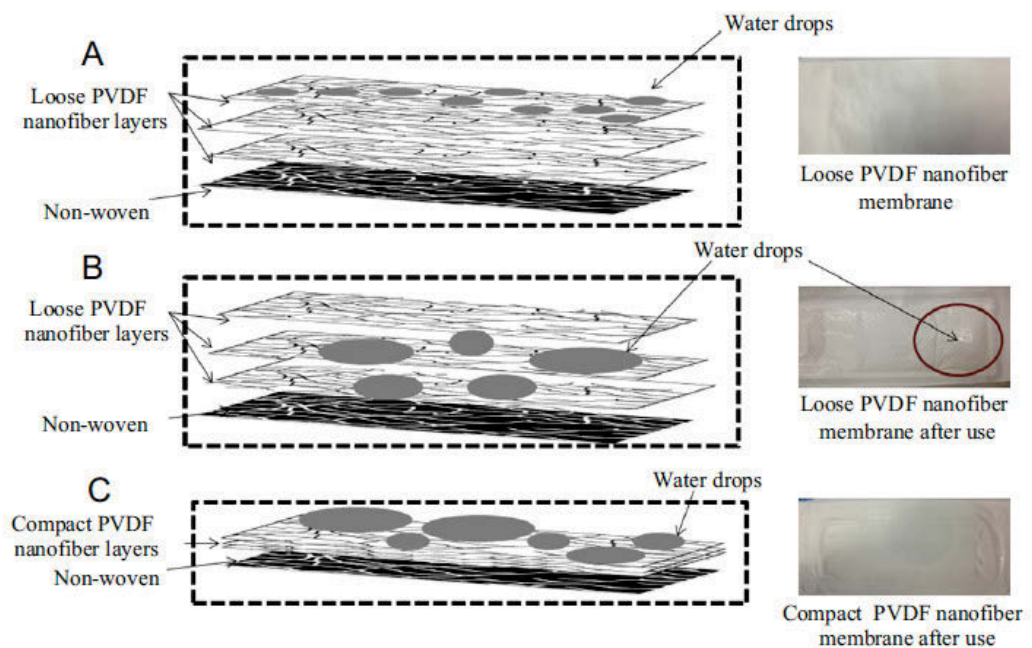 A
Water drops
Loose PVDF
nanofiber layers
Non-woven
Loose PVDF nanofiber
membrane
B
Water drops
Loose PVDF
nanofiber layers
Non-woven
Loose PVDF nanofiber
membrane after use
C
Water drops
Compact PVDF
nanofiber layers
Non-woven
Compact PVDF nanofiber
membrane after use